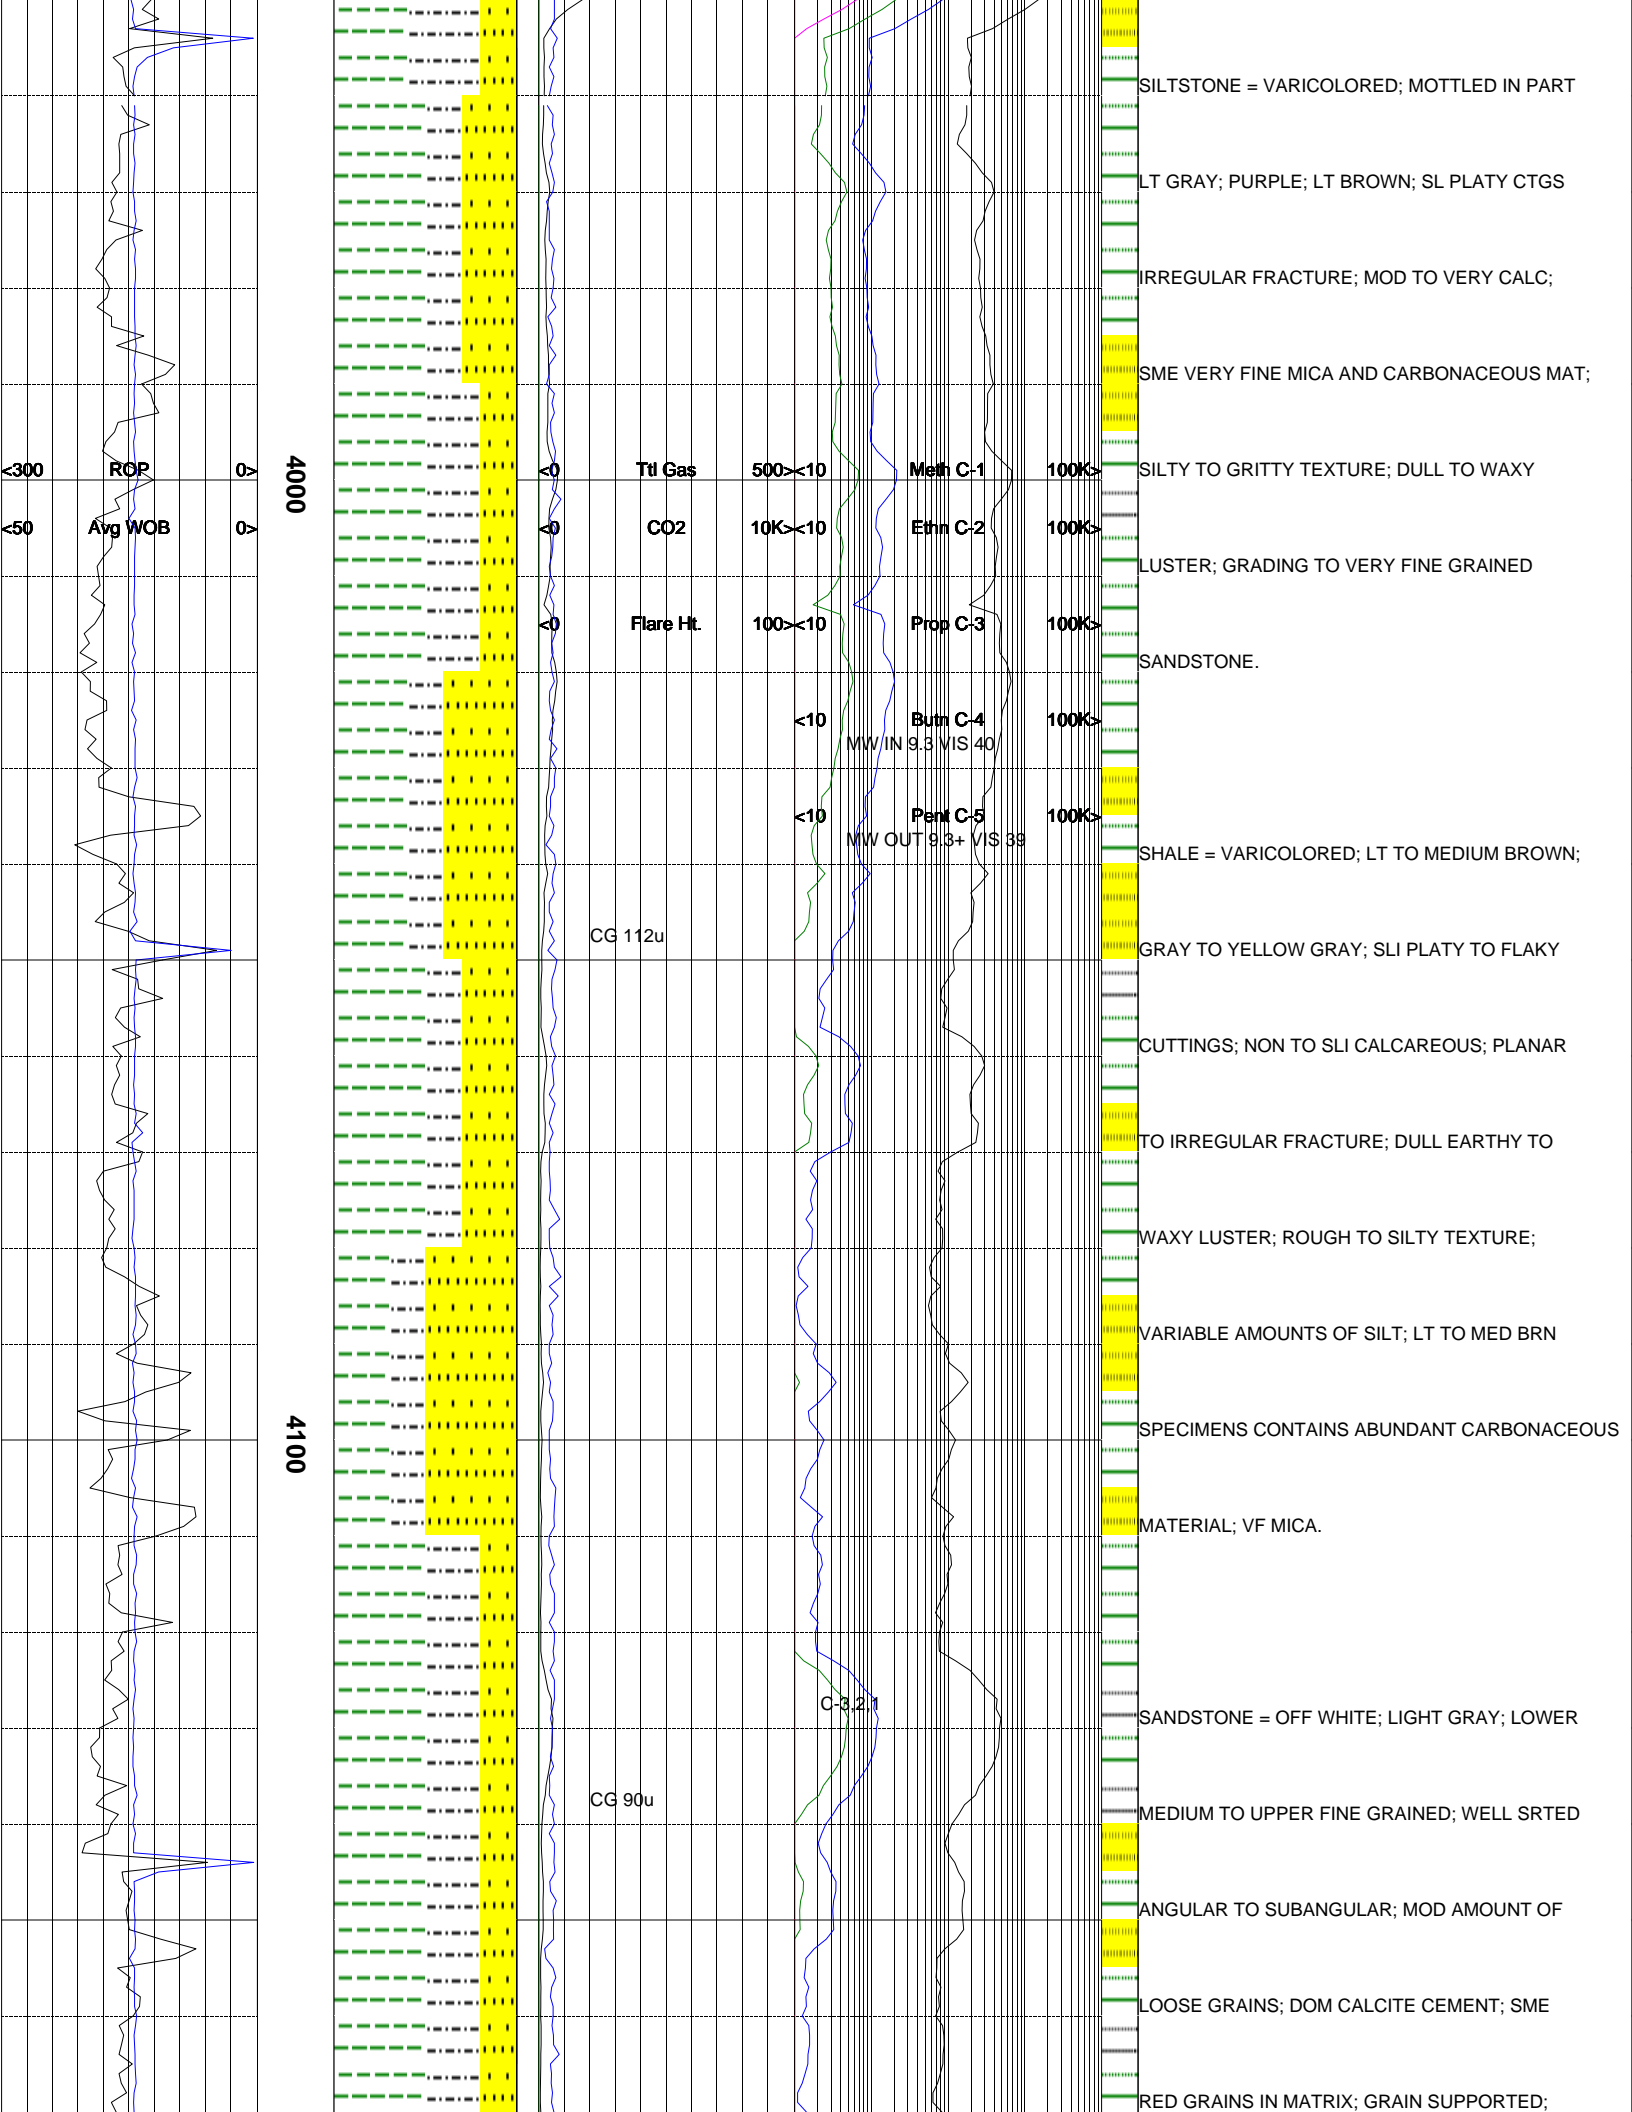 SILTSTONE = VARICOLORED; MOTTLED IN PART
LT GRAY; PURPLE; LT BROWN; SL PLATY CTGS
IRREGULAR FRACTURE; MOD TO VERY CALC;
SME VERY FINE MICA AND CARBONACEOUS MAT;
<300 ROP 0> 4000 <0 Ttl Gas 500> <10 Meth C-1 100K> SILTY TO GRITTY TEXTURE; DULL TO WAXY
<50 Avg WOB 0> <0 CO2 10K> <10 Ethn C-2 100K>
LUSTER; GRADING TO VERY FINE GRAINED
<0 Flare Ht. 100> <10 Prop C-3 100K>
SANDSTONE.
<10 Butn C-4 100K>
MW IN 9.3 VIS 40
<10 Pent C-5 100K>
MW OUT 9.3+ VIS 39
SHALE = VARICOLORED; LT TO MEDIUM BROWN;
CG 112u
GRAY TO YELLOW GRAY; SLI PLATY TO FLAKY
CUTTINGS; NON TO SLI CALCAREOUS; PLANAR
TO IRREGULAR FRACTURE; DULL EARTHY TO
WAXY LUSTER; ROUGH TO SILTY TEXTURE;
VARIABLE AMOUNTS OF SILT; LT TO MED BRN
4100 SPECIMENS CONTAINS ABUNDANT CARBONACEOUS
MATERIAL; VF MICA.
C-3,2,1
SANDSTONE = OFF WHITE; LIGHT GRAY; LOWER
CG 90u
MEDIUM TO UPPER FINE GRAINED; WELL SRTED
ANGULAR TO SUBANGULAR; MOD AMOUNT OF
LOOSE GRAINS; DOM CALCITE CEMENT; SME
RED GRAINS IN MATRIX; GRAIN SUPPORTED;